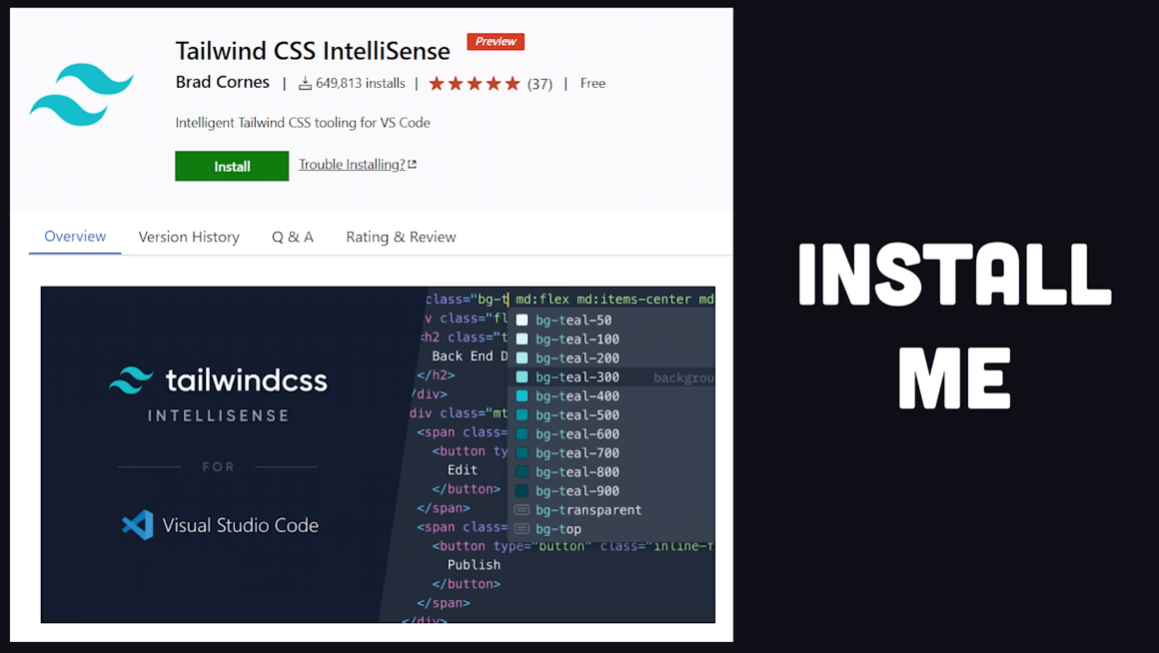 Tailwind CSS IntelliSense Preview
Brad Cornes | 649,813 installs | (37) | Free
Intelligent Tailwind CSS tooling for VS Code
Install Trouble Installing?
Overview Version History Q & A Rating & Review
tailwindcss
INTELLISENSE
FOR
Visual Studio Code
class="bg-t md:flex md:items-center md
v class="fl
<h2 class="t
Back End D
</h2>
/div>
div class="mt
<span class=
<button ty
Edit
</button>
</span>
<span class=
<button type="button" class="inline-f
Publish
</button>
</span>
</div>
bg-teal-50
bg-teal-100
bg-teal-200
bg-teal-300 backgrou
bg-teal-400
bg-teal-500
bg-teal-600
bg-teal-700
bg-teal-800
bg-teal-900
bg-transparent
bg-top
INSTALL
ME